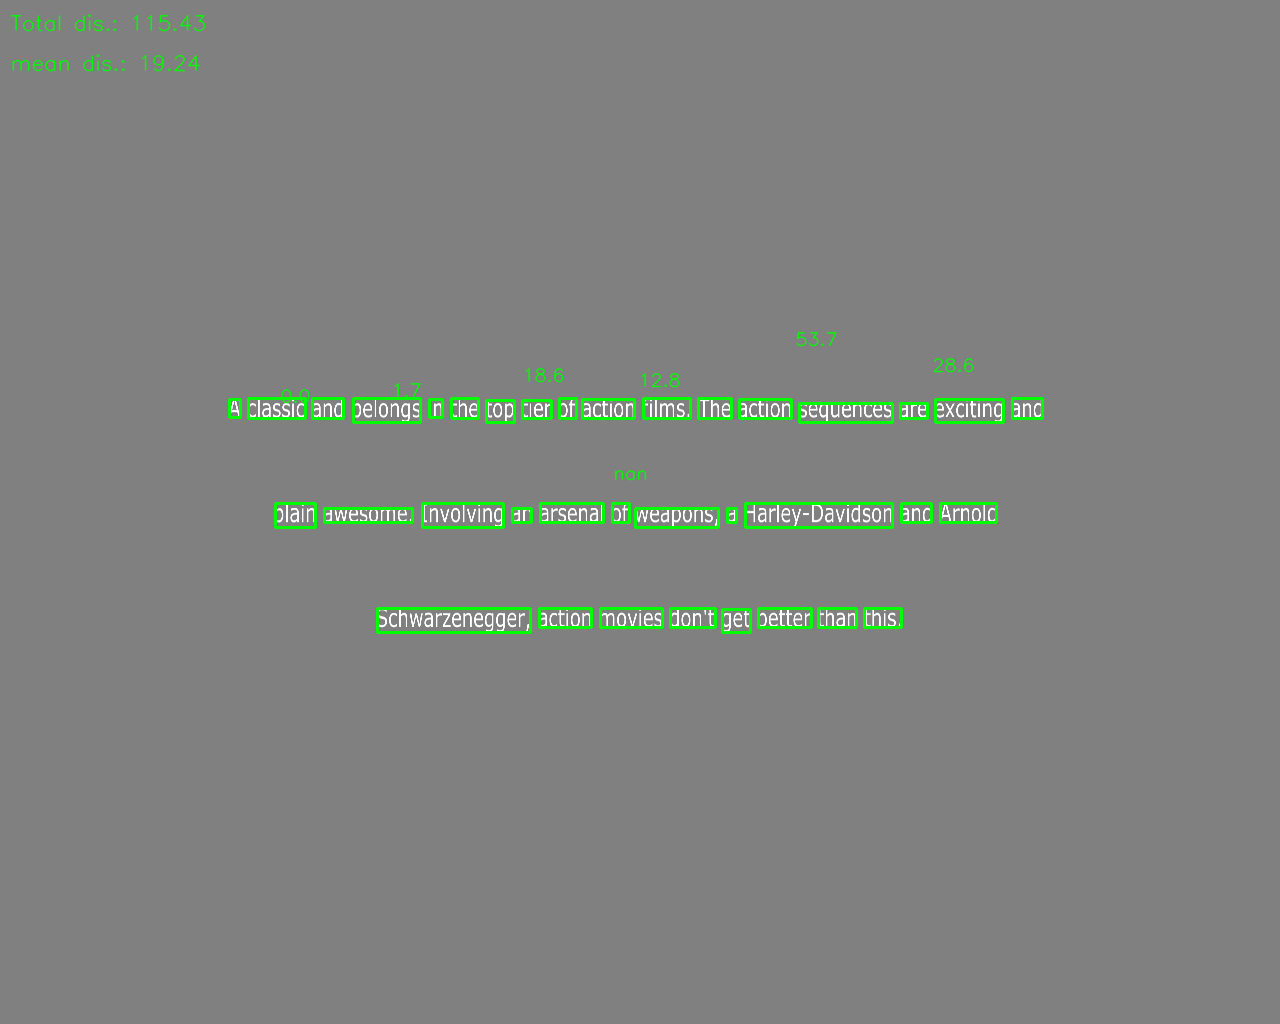 Total dis.: 115.43
mean dis.: 19.24
53.7
28.6
18.6
12.8
1.7
0.0
A classic and belongs in the top tier of action films. The action sequences are exciting and
nan
plain awesome. Involving an arsenal of weapons, a Harley-Davidson and Arnold
Schwarzenegger, action movies don't get better than this.